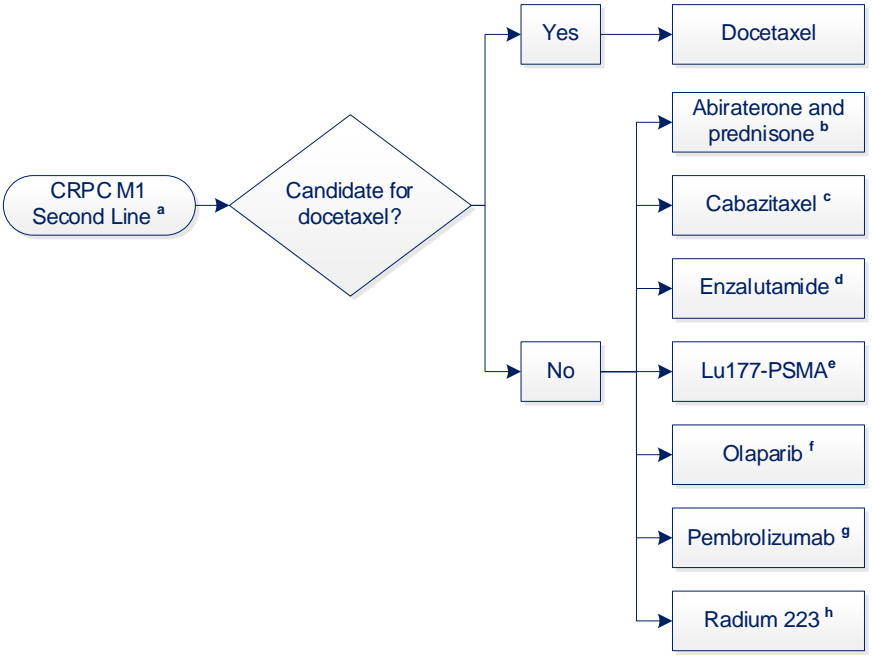 CRPC M1
Second Line a
Candidate for
docetaxel?
Yes
Docetaxel
No
Abiraterone and
prednisone b
Cabazitaxel c
Enzalutamide d
Lu177-PSMAe
Olaparib f
Pembrolizumab g
Radium 223 h